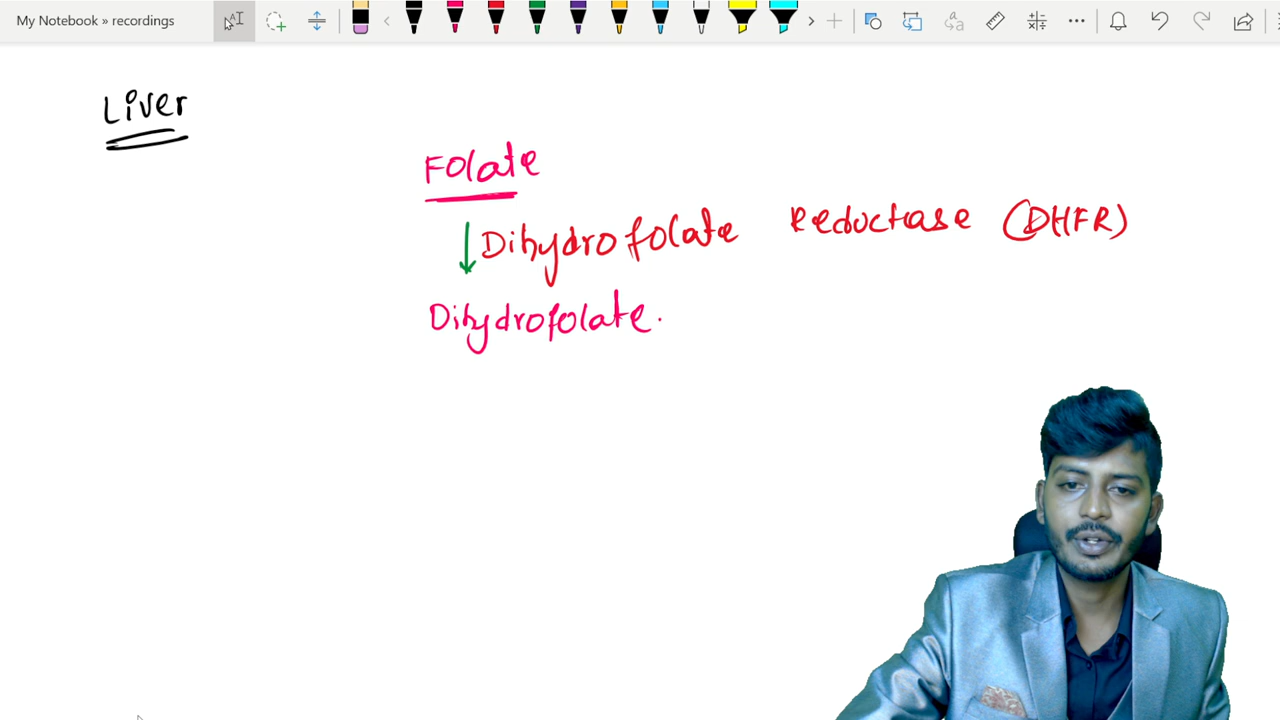 My Notebook » recordings
Liver
Folate
Dihydrofolate Reductase (DHFR)
Dihydrofolate.